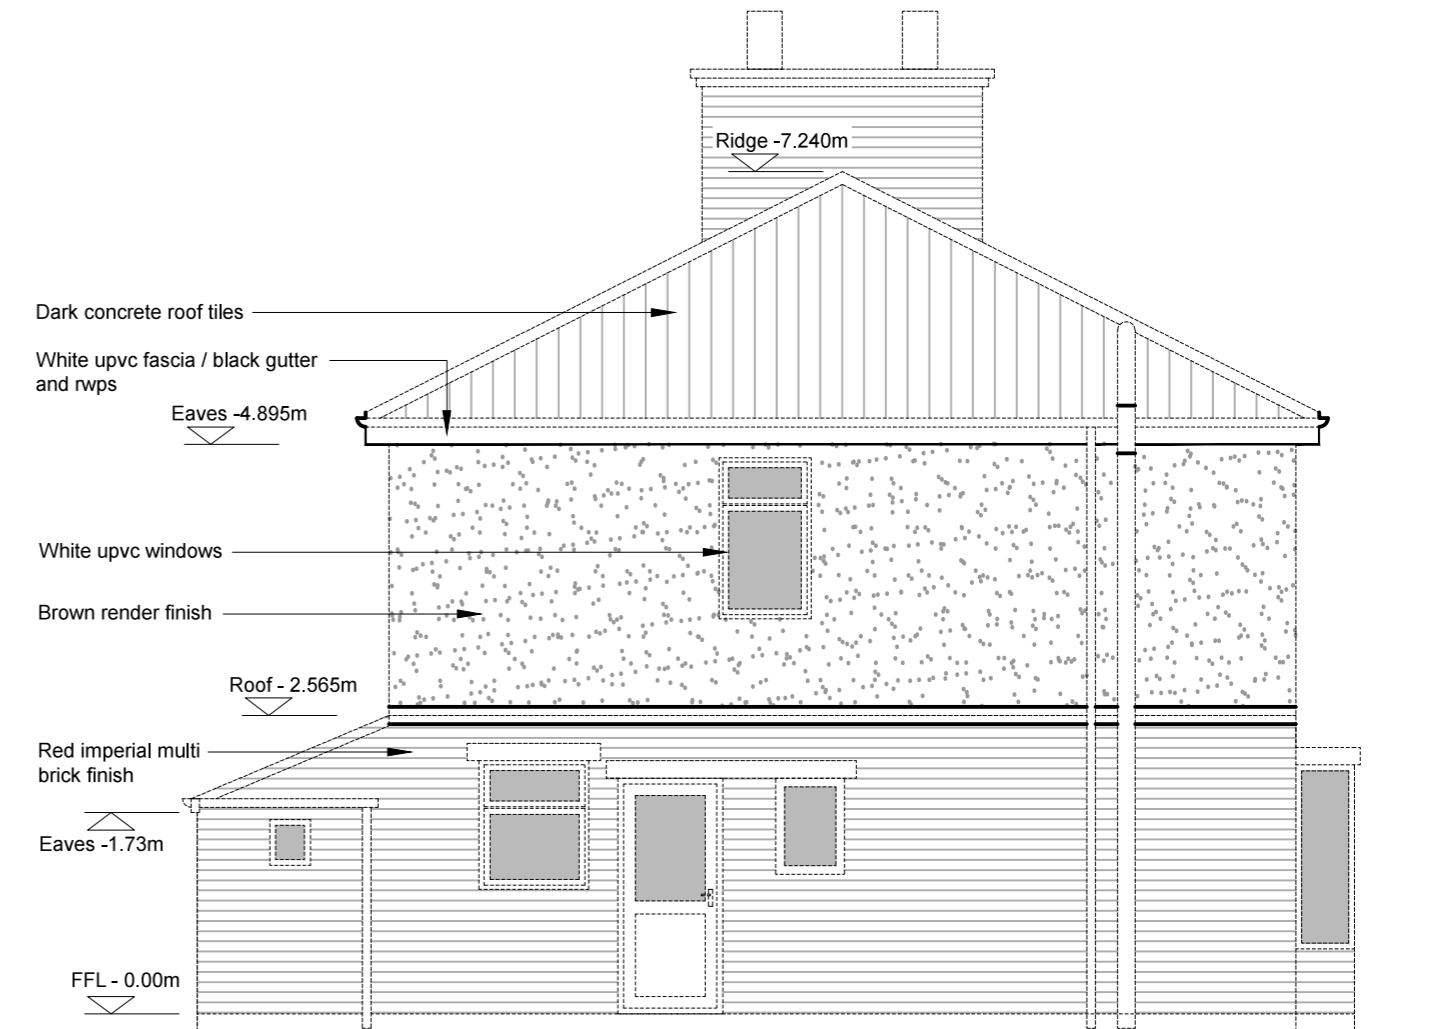 Ridge -7.240m
Dark concrete roof tiles
White upvc fascia / black gutter
and rwps
Eaves -4.895m
White upvc windows
Brown render finish
Roof - 2.565m
Red imperial multi
brick finish
Eaves -1.73m
FFL - 0.00m